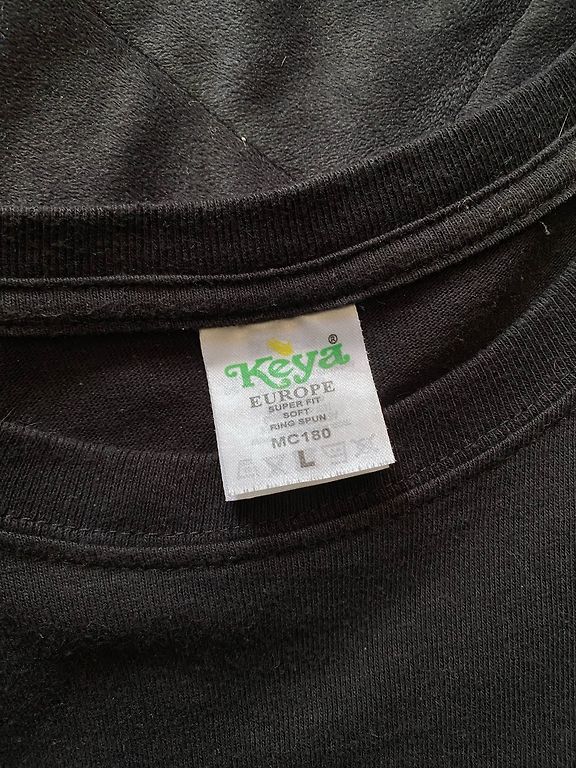 Keya®
EUROPE
SUPER FIT
SOFT
RING SPUN
MC180
L